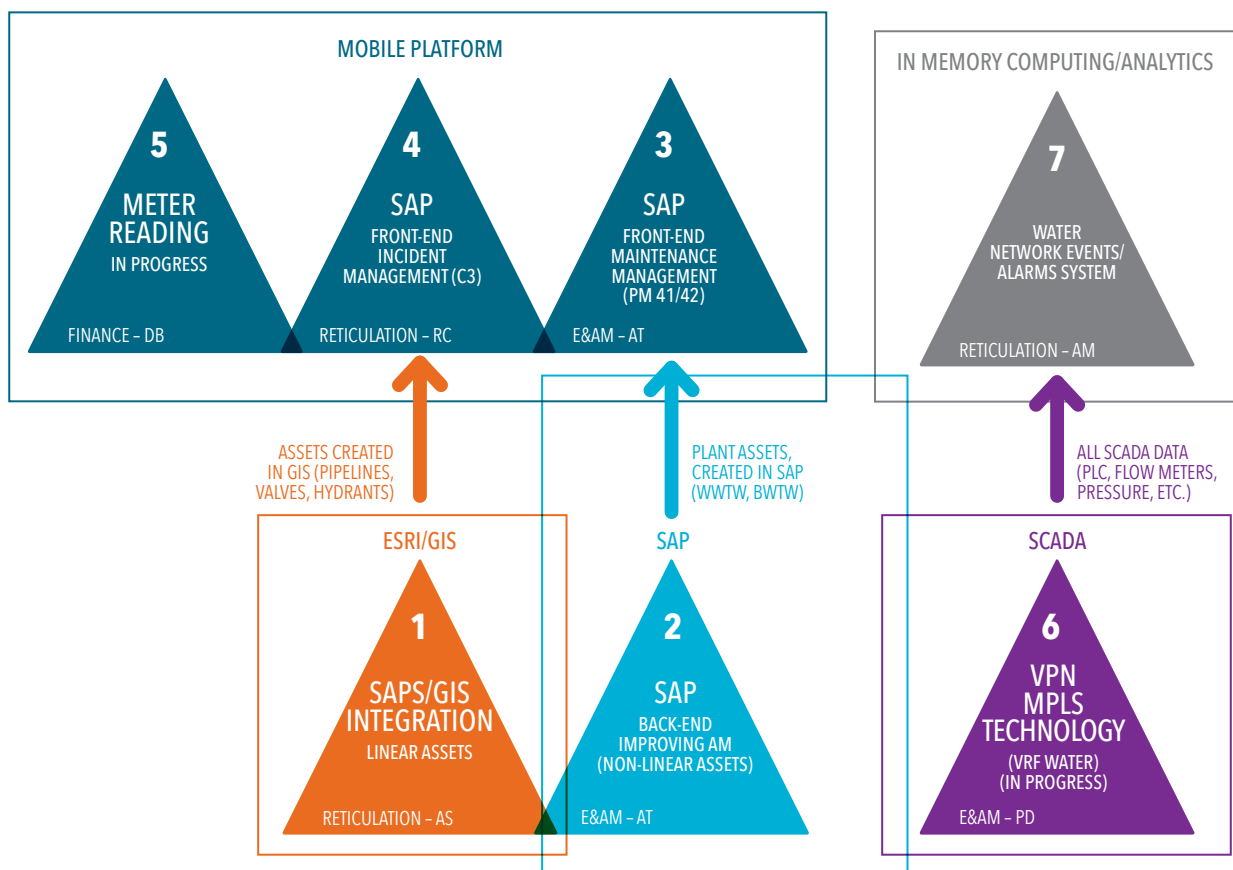 MOBILE PLATFORM
5
METER
READING
IN PROGRESS
FINANCE – DB
4
SAP
FRONT-END
INCIDENT
MANAGEMENT (C3)
RETICULATION – RC
3
SAP
FRONT-END
MAINTENANCE
MANAGEMENT
(PM 41/42)
E&AM – AT
IN MEMORY COMPUTING/ANALYTICS
7
WATER
NETWORK EVENTS/
ALARMS SYSTEM
RETICULATION – AM
ASSETS CREATED
IN GIS (PIPELINES,
VALVES, HYDRANTS)
PLANT ASSETS,
CREATED IN SAP
(WWTW, BWTW)
ALL SCADA DATA
(PLC, FLOW METERS,
PRESSURE, ETC.)
ESRI/GIS
1
SAPS/GIS
INTEGRATION
LINEAR ASSETS
RETICULATION – AS
SAP
2
SAP
BACK-END
IMPROVING AM
(NON-LINEAR ASSETS)
E&AM – AT
SCADA
6
VPN
MPLS
TECHNOLOGY
(VRF WATER)
(IN PROGRESS)
E&AM – PD